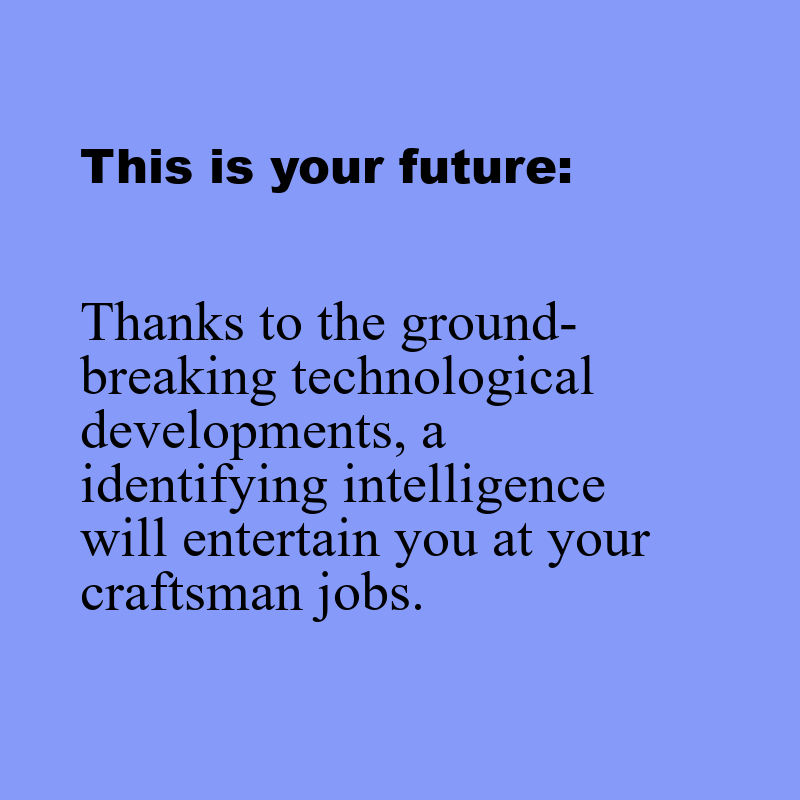 This is your future:
Thanks to the ground-
breaking technological
developments, a
identifying intelligence
will entertain you at your
craftsman jobs.